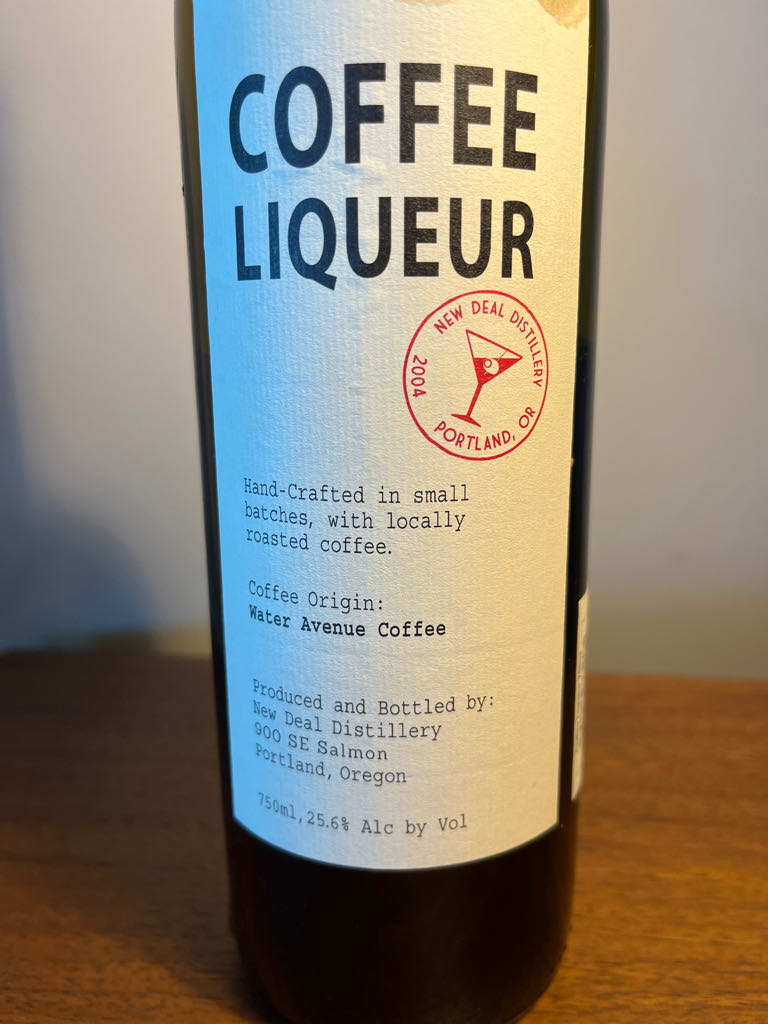 COFFEE
LIQUEUR
NEW DEAL DISTILLERY
2004
PORTLAND, OR
Hand-Crafted in small
batches, with locally
roasted coffee.
Coffee Origin:
Water Avenue Coffee
Produced and Bottled by:
New Deal Distillery
900 SE Salmon
Portland, Oregon
750ml, 25.6% Alc by Vol